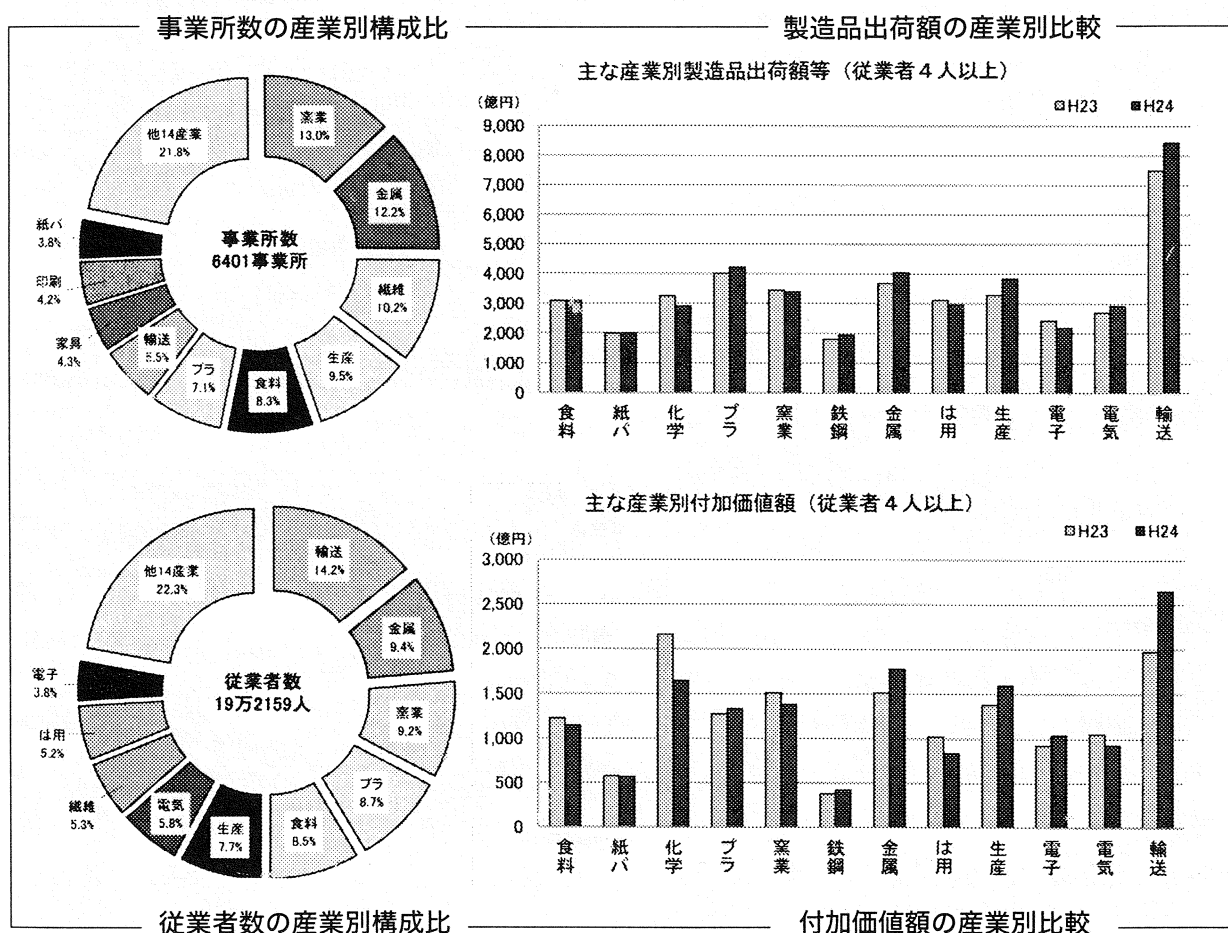 事業所数の産業別構成比
製造品出荷額の産業別比較
窯業
13.0%
金属
12.2%
繊維
10.2%
生産
9.5%
食料
8.3%
プラ
7.1%
輸送
5.5%
家具
4.3%
印刷
4.2%
紙パ
3.8%
他14産業
21.8%
事業所数
6401事業所
主な産業別製造品出荷額等（従業者４人以上）
（億円）
H23 H24
9,000
8,000
7,000
6,000
5,000
4,000
3,000
2,000
1,000
0
食料 紙パ 化学 プラ 窯業 鉄鋼 金属 は用 生産 電子 電気 輸送
輸送
14.2%
金属
9.4%
窯業
9.2%
プラ
8.7%
食料
8.5%
生産
7.7%
電気
5.8%
繊維
5.3%
は用
5.2%
電子
3.8%
他14産業
22.3%
従業者数
19万2159人
主な産業別付加価値額（従業者４人以上）
（億円）
H23 H24
3,000
2,500
2,000
1,500
1,000
500
0
食料 紙パ 化学 プラ 窯業 鉄鋼 金属 は用 生産 電子 電気 輸送
従業者数の産業別構成比
付加価値額の産業別比較